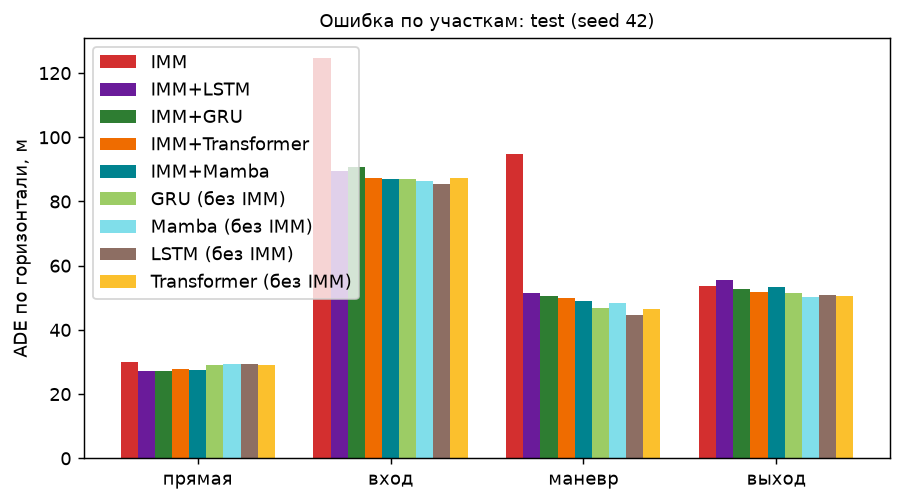 Ошибка по участкам: test (seed 42)
ADE по горизонтали, м
120
100
80
60
40
20
0
IMM
IMM+LSTM
IMM+GRU
IMM+Transformer
IMM+Mamba
GRU (без IMM)
Mamba (без IMM)
LSTM (без IMM)
Transformer (без IMM)
прямая
вход
маневр
выход